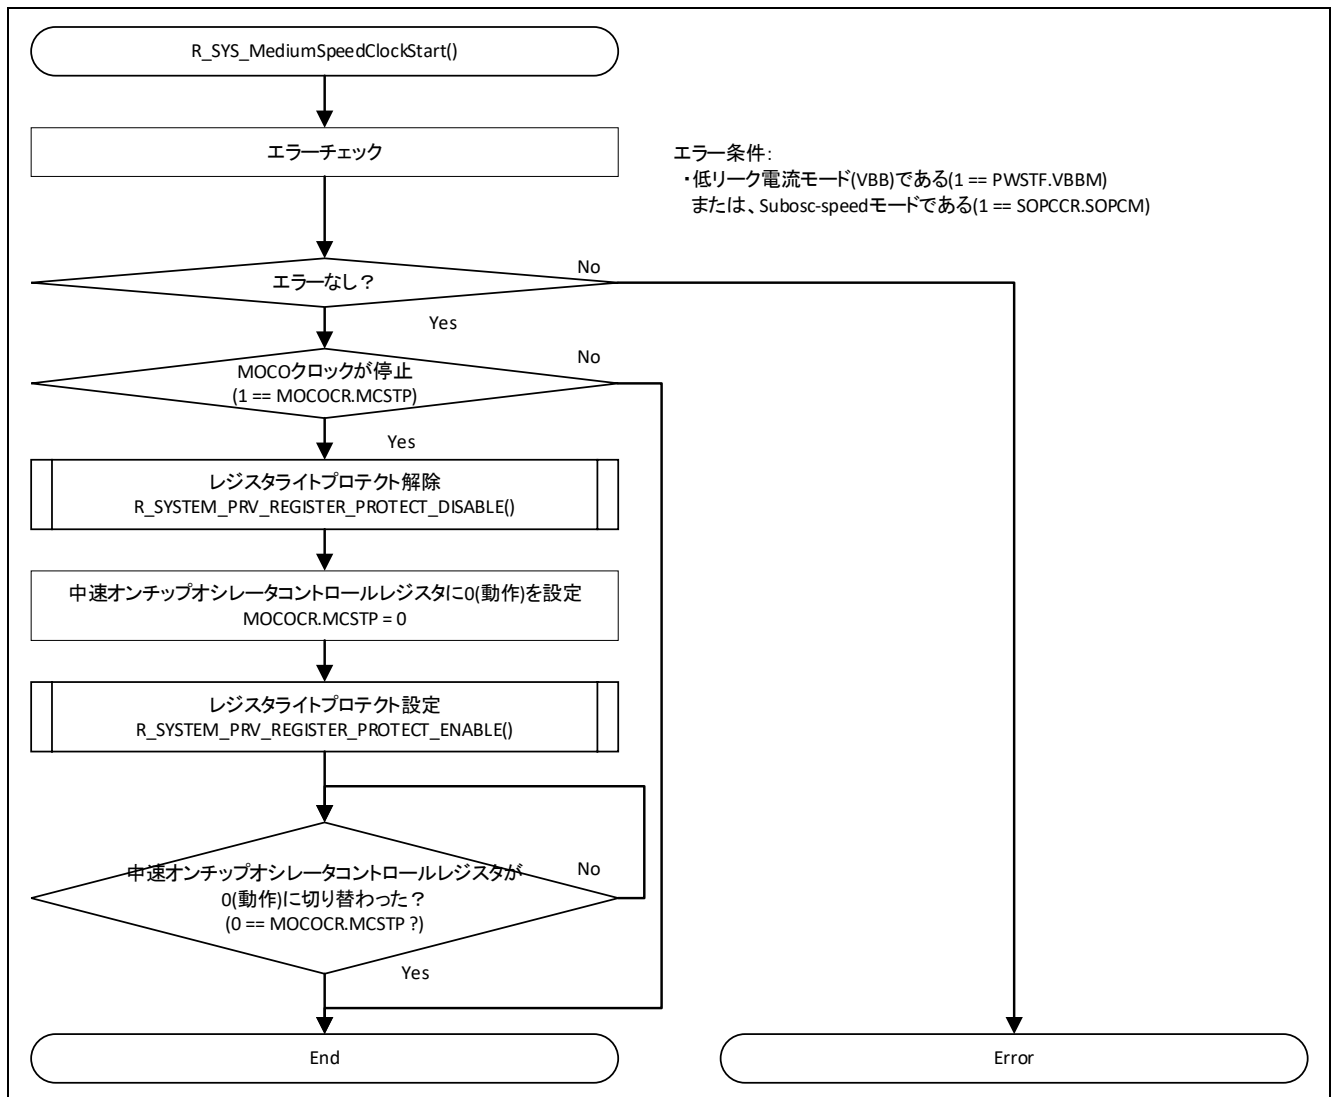 R_SYS_MediumSpeedClockStart()
エラーチェック
エラー条件:
・低リーク電流モード(VBB)である(1 == PWSTF.VBBM)
または、Subosc-speedモードである(1 == SOPCCR.SOPCM)
エラーなし？
No
Yes
MOCOクロックが停止
(1 == MOCOCR.MCSTP)
No
Yes
レジスタライトプロテクト解除
R_SYSTEM_PRV_REGISTER_PROTECT_DISABLE()
中速オンチップオシレータコントロールレジスタに0(動作)を設定
MOCOCR.MCSTP = 0
レジスタライトプロテクト設定
R_SYSTEM_PRV_REGISTER_PROTECT_ENABLE()
中速オンチップオシレータコントロールレジスタが
0(動作)に切り替わった？
(0 == MOCOCR.MCSTP ?)
No
Yes
End
Error